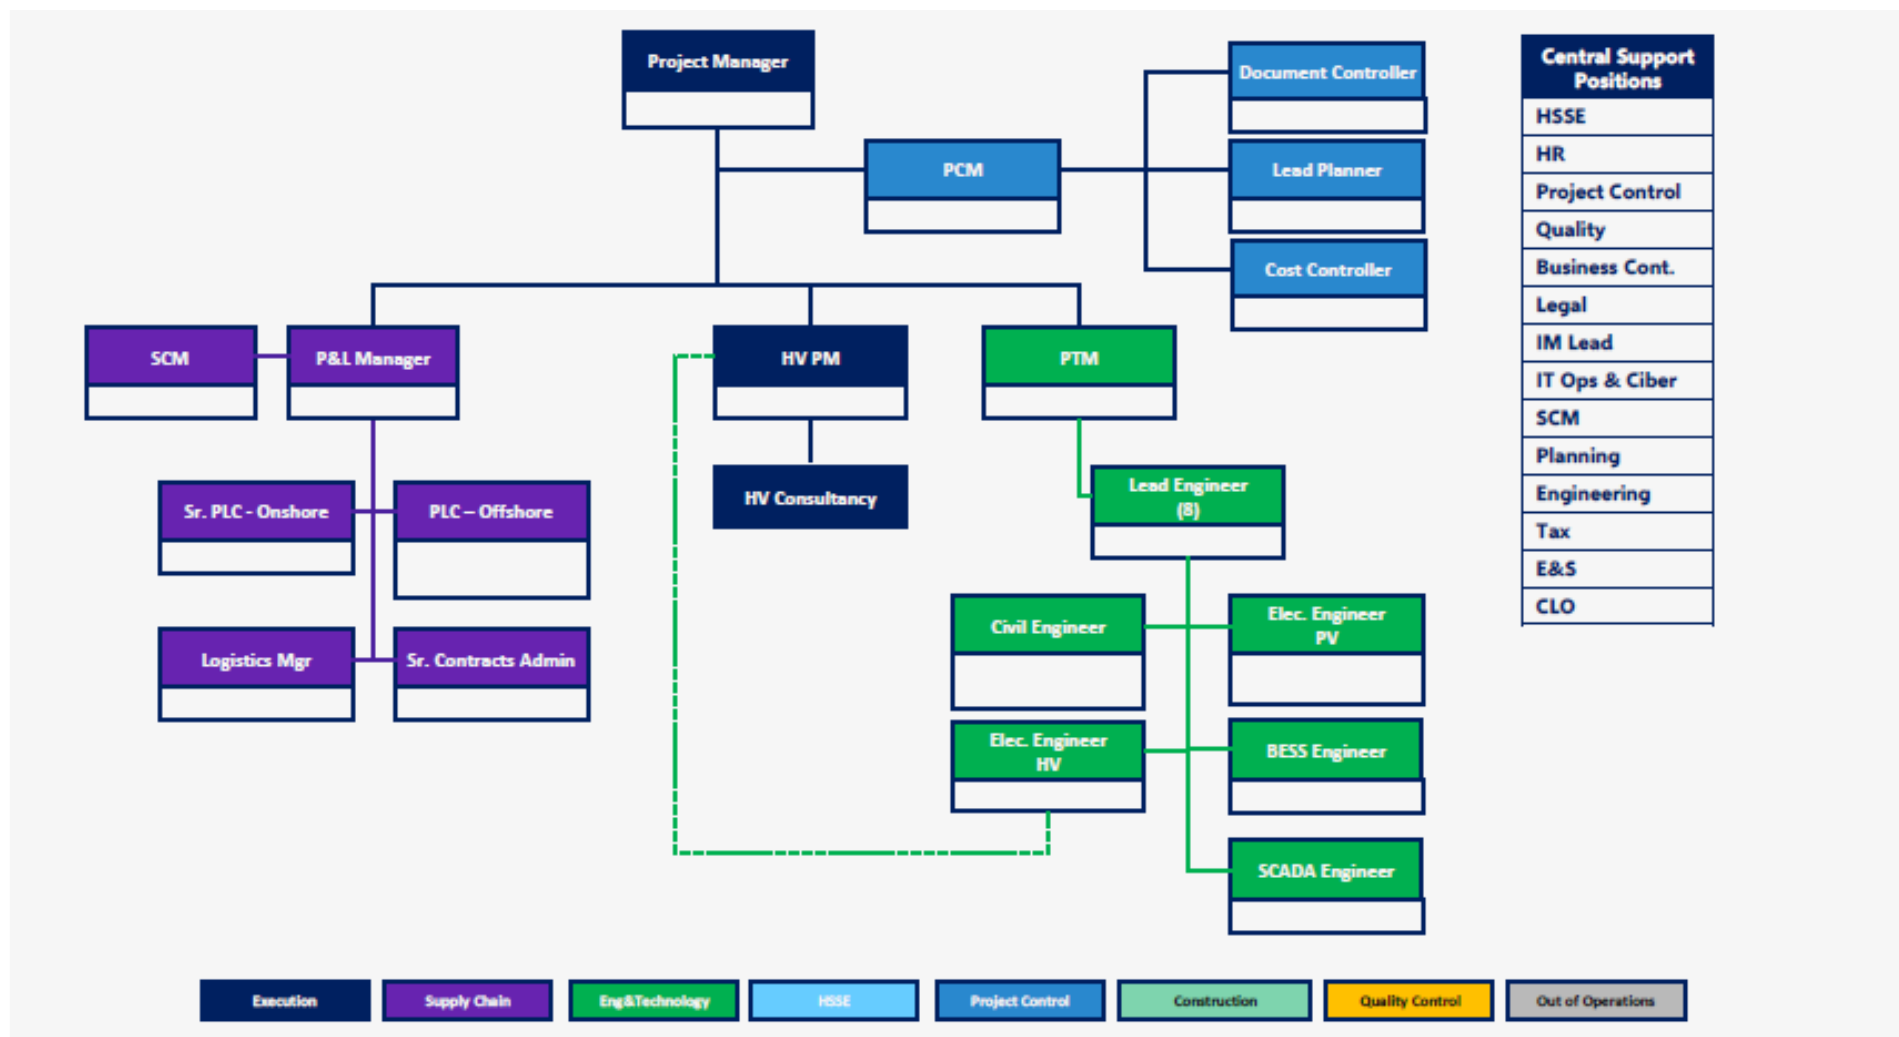 Project Manager
Document Controller
PCM
Lead Planner
Cost Controller
SCM
P&L Manager
HV PM
PTM
Sr. PLC - Onshore
PLC – Offshore
HV Consultancy
Lead Engineer
(8)
Logistics Mgr
Sr. Contracts Admin
Civil Engineer
Elec. Engineer
PV
Elec. Engineer
HV
BESS Engineer
SCADA Engineer
Central Support
Positions
HSSE
HR
Project Control
Quality
Business Cont.
Legal
IM Lead
IT Ops & Ciber
SCM
Planning
Engineering
Tax
E&S
CLO
Execution
Supply Chain
Eng&Technology
HSSE
Project Control
Construction
Quality Control
Out of Operations